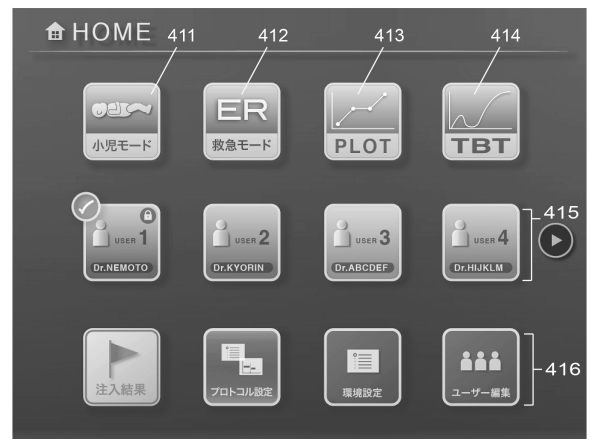 HOME
411
412
413
414
小児モード
ER
救急モード
PLOT
TBT
USER 1
Dr.NEMOTO
USER 2
Dr.KYORIN
USER 3
Dr.ABCDEF
USER 4
Dr.HIJKLM
415
注入結果
プロトコル設定
環境設定
ユーザー編集
416